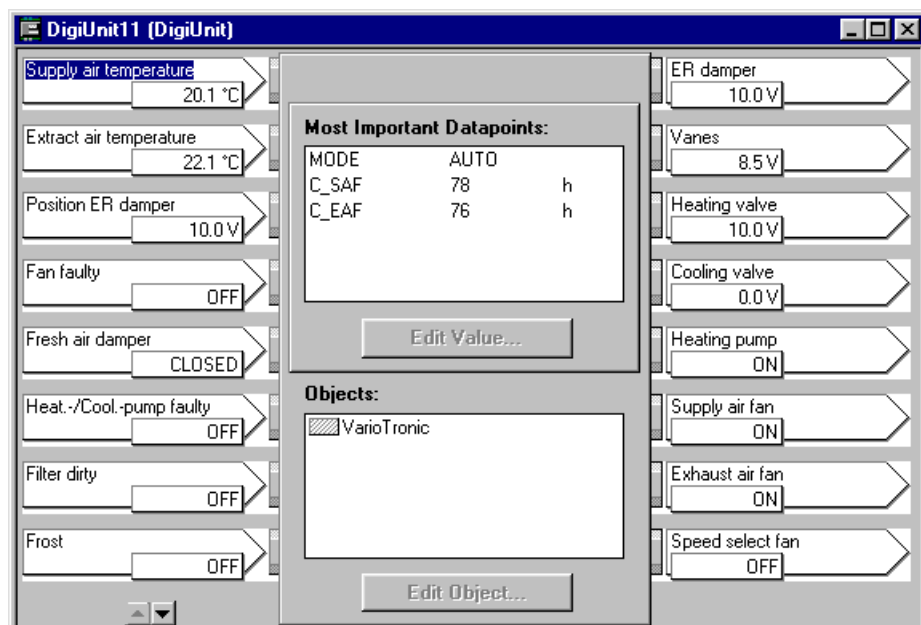 DigiUnit11 (DigiUnit)
Supply air temperature
20.1 °C
Extract air temperature
22.1 °C
Position ER damper
10.0 V
Fan faulty
OFF
Fresh air damper
CLOSED
Heat.-/Cool.-pump faulty
OFF
Filter dirty
OFF
Frost
OFF
Most Important Datapoints:
MODE AUTO
C_SAF 78 h
C_EAF 76 h
Edit Value...
Objects:
VarioTronic
Edit Object...
ER damper
10.0 V
Vanes
8.5 V
Heating valve
10.0 V
Cooling valve
0.0 V
Heating pump
ON
Supply air fan
ON
Exhaust air fan
ON
Speed select fan
OFF